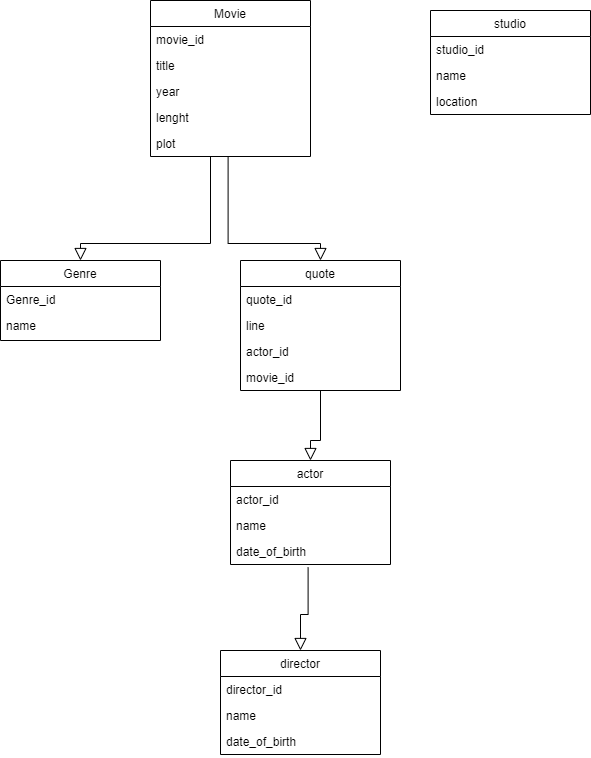 Movie
movie_id
title
year
lenght
plot
studio
studio_id
name
location
Genre
Genre_id
name
quote
quote_id
line
actor_id
movie_id
actor
actor_id
name
date_of_birth
director
director_id
name
date_of_birth